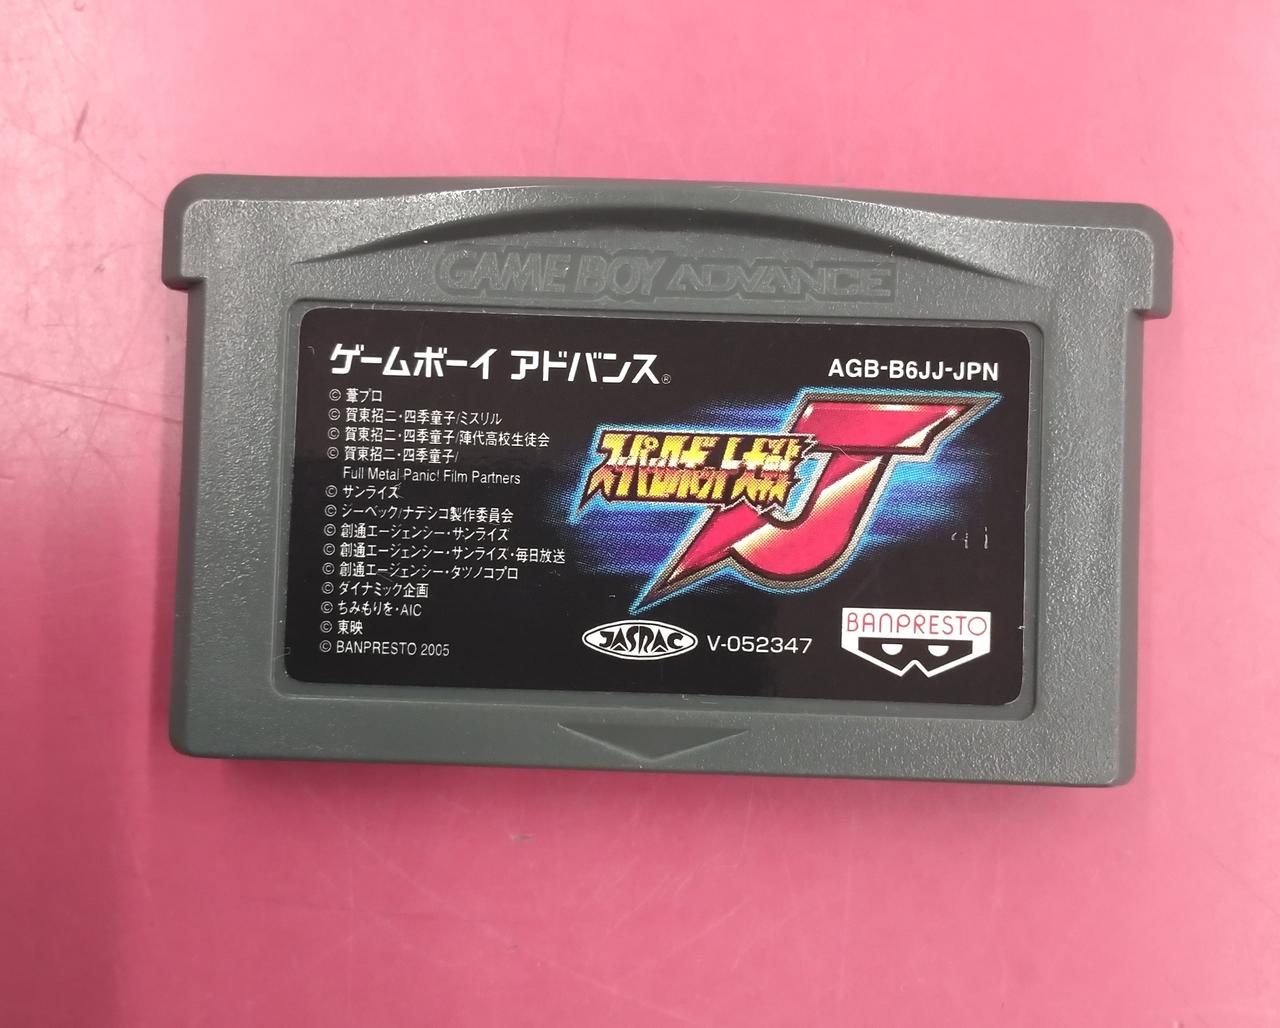 GAME BOY ADVANCE
ゲームボーイ アドバンス®
AGB-B6JJ-JPN
© 葦プロ
© 賀東招二・四季童子/ミスリル
© 賀東招二・四季童子/陣代高校生徒会
© 賀東招二・四季童子/
Full Metal Panic! Film Partners
© サンライズ
© ジーベック/ナデシコ製作委員会
© 創通エージェンシー・サンライズ
© 創通エージェンシー・サンライズ・毎日放送
© 創通エージェンシー・タツノコプロ
© ダイナミック企画
© ちみもりを・AIC
© 東映
© BANPRESTO 2005
スーパーロボット大戦
J
JASRAC
V-052347
BANPRESTO